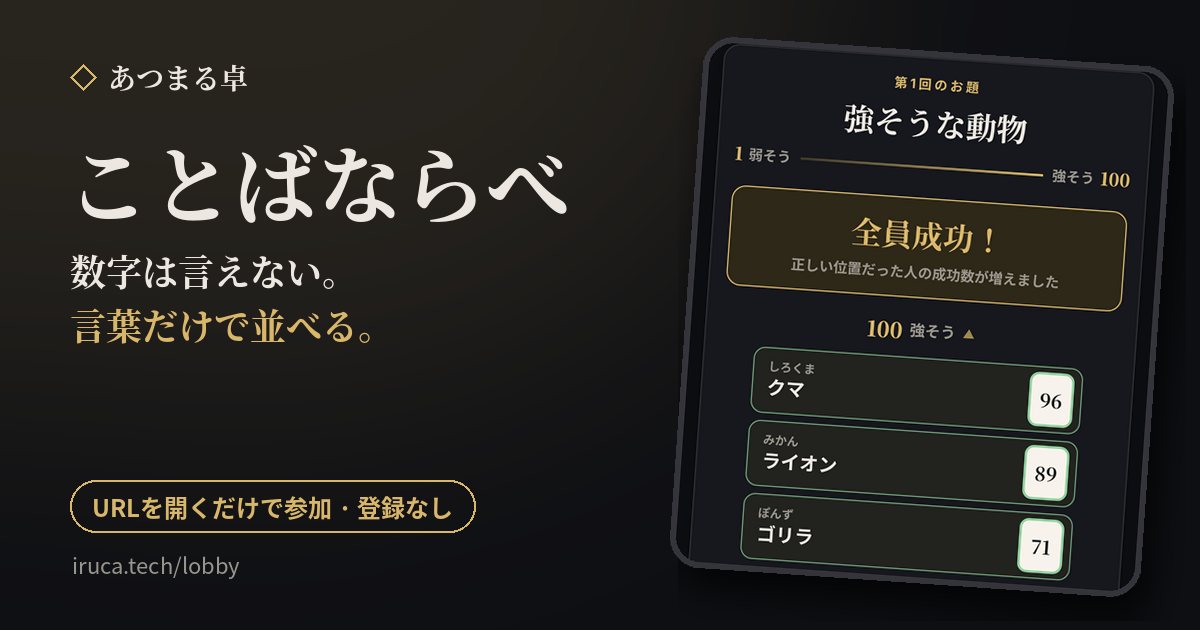 あつまる卓
ことばならべ
数字は言えない。
言葉だけで並べる。
URLを開くだけで参加・登録なし
iruca.tech/lobby
第1回のお題
強そうな動物
1 弱そう 強そう 100
全員成功！
正しい位置だった人の成功数が増えました
100 強そう ▲
しろくま
クマ 96
みかん
ライオン 89
ぽんず
ゴリラ 71